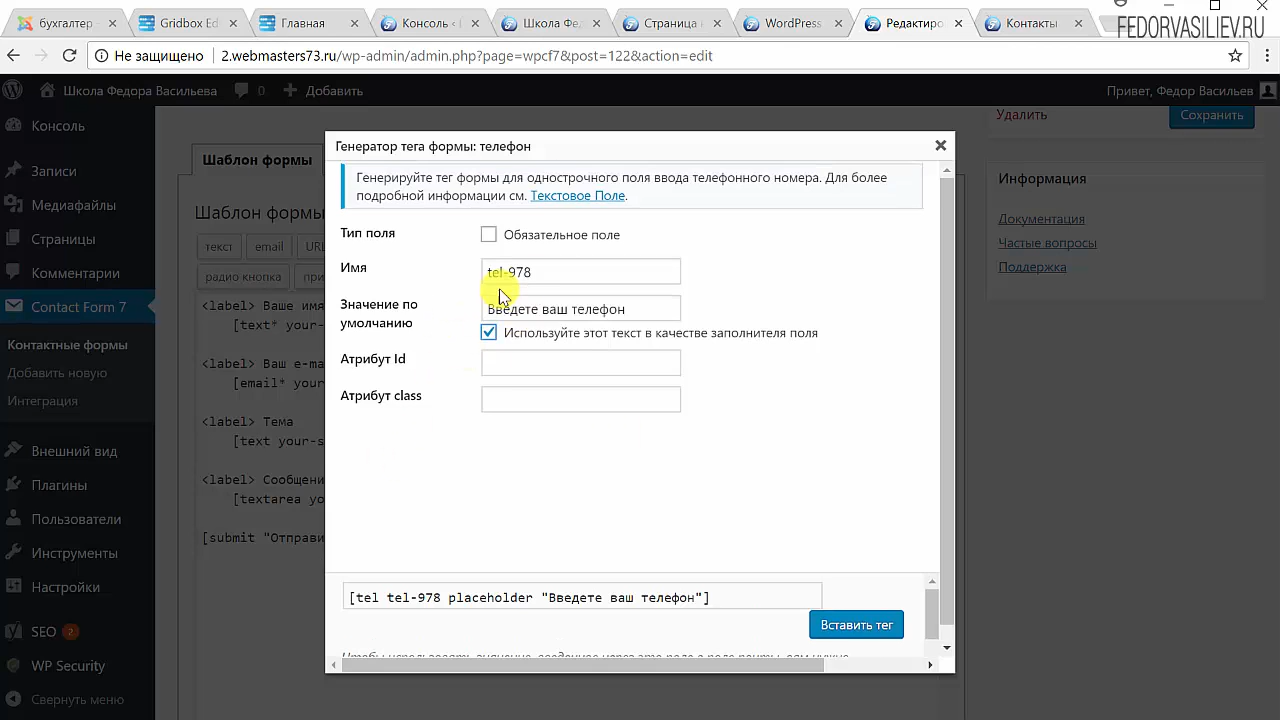 бухгалтер -
Gridbox Ed
Главная
Консоль <
Школа Фе
Страница
WordPress
Редактиро
Контакты
FEDORVASILIEV.RU
Не защищено
2.webmasters73.ru/wp-admin/admin.php?page=wpcf7&post=122&action=edit
Школа Федора Васильева
0
Добавить
Привет, Федор Васильев
Консоль
Записи
Медиафайлы
Страницы
Комментарии
Contact Form 7
Контактные формы
Добавить новую
Интеграция
Внешний вид
Плагины
Пользователи
Инструменты
Настройки
SEO 2
WP Security
Свернуть меню
Шаблон формы
Шаблон формы
текст
email
URL
радио кнопка
при
<label> Ваше имя
[text* your-
<label> Ваш e-ma
[email* your
<label> Тема
[text your-s
<label> Сообщени
[textarea yo
[submit "Отправи
Генератор тега формы: телефон
Генерируйте тег формы для однострочного поля ввода телефонного номера. Для более
подробной информации см. Текстовое Поле.
Тип поля
Обязательное поле
Имя
tel-978
Значение по
умолчанию
Введете ваш телефон
Используйте этот текст в качестве заполнителя поля
Атрибут Id
Атрибут class
[tel tel-978 placeholder "Введете ваш телефон"]
Вставить тег
Удалить
Сохранить
Информация
Документация
Частые вопросы
Поддержка